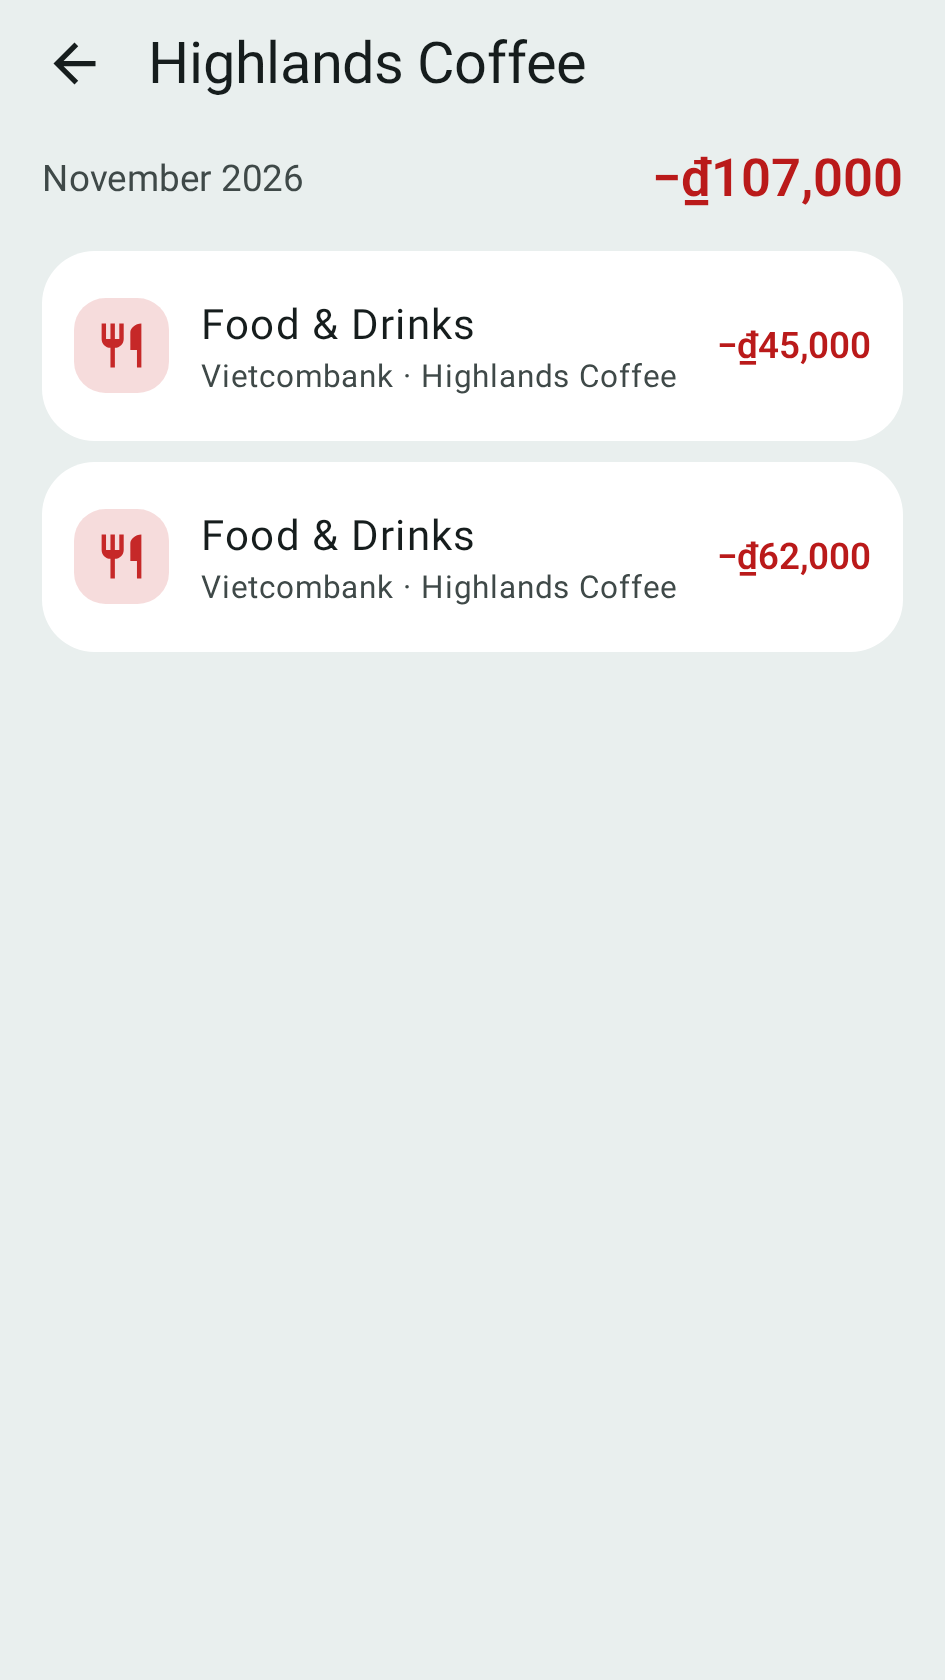 Highlands Coffee
November 2026
−₫107,000
Food & Drinks
Vietcombank · Highlands Coffee
−₫45,000
Food & Drinks
Vietcombank · Highlands Coffee
−₫62,000